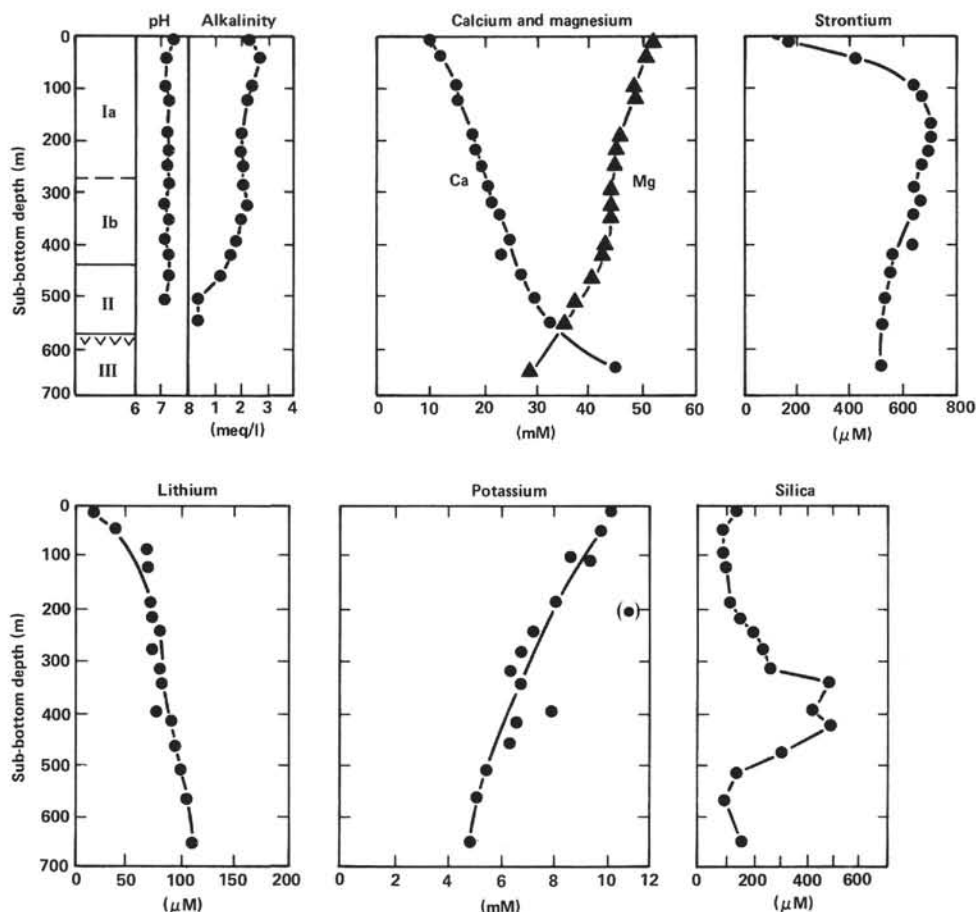 pH Alkalinity Calcium and magnesium Strontium
0
100
200
300
400
500
600
700
Sub-bottom depth (m)
Ia
Ib
II
III
Ca
Mg
6 7 8 1 2 3 4
(meq/l)
0 10 20 30 40 50 60
(mM)
0 200 400 600 800
(μM)
Lithium Potassium Silica
0
100
200
300
400
500
600
700
Sub-bottom depth (m)
0 50 100 150 200
(μM)
0 2 4 6 8 10 12
(mM)
0 200 400 600
(μM)